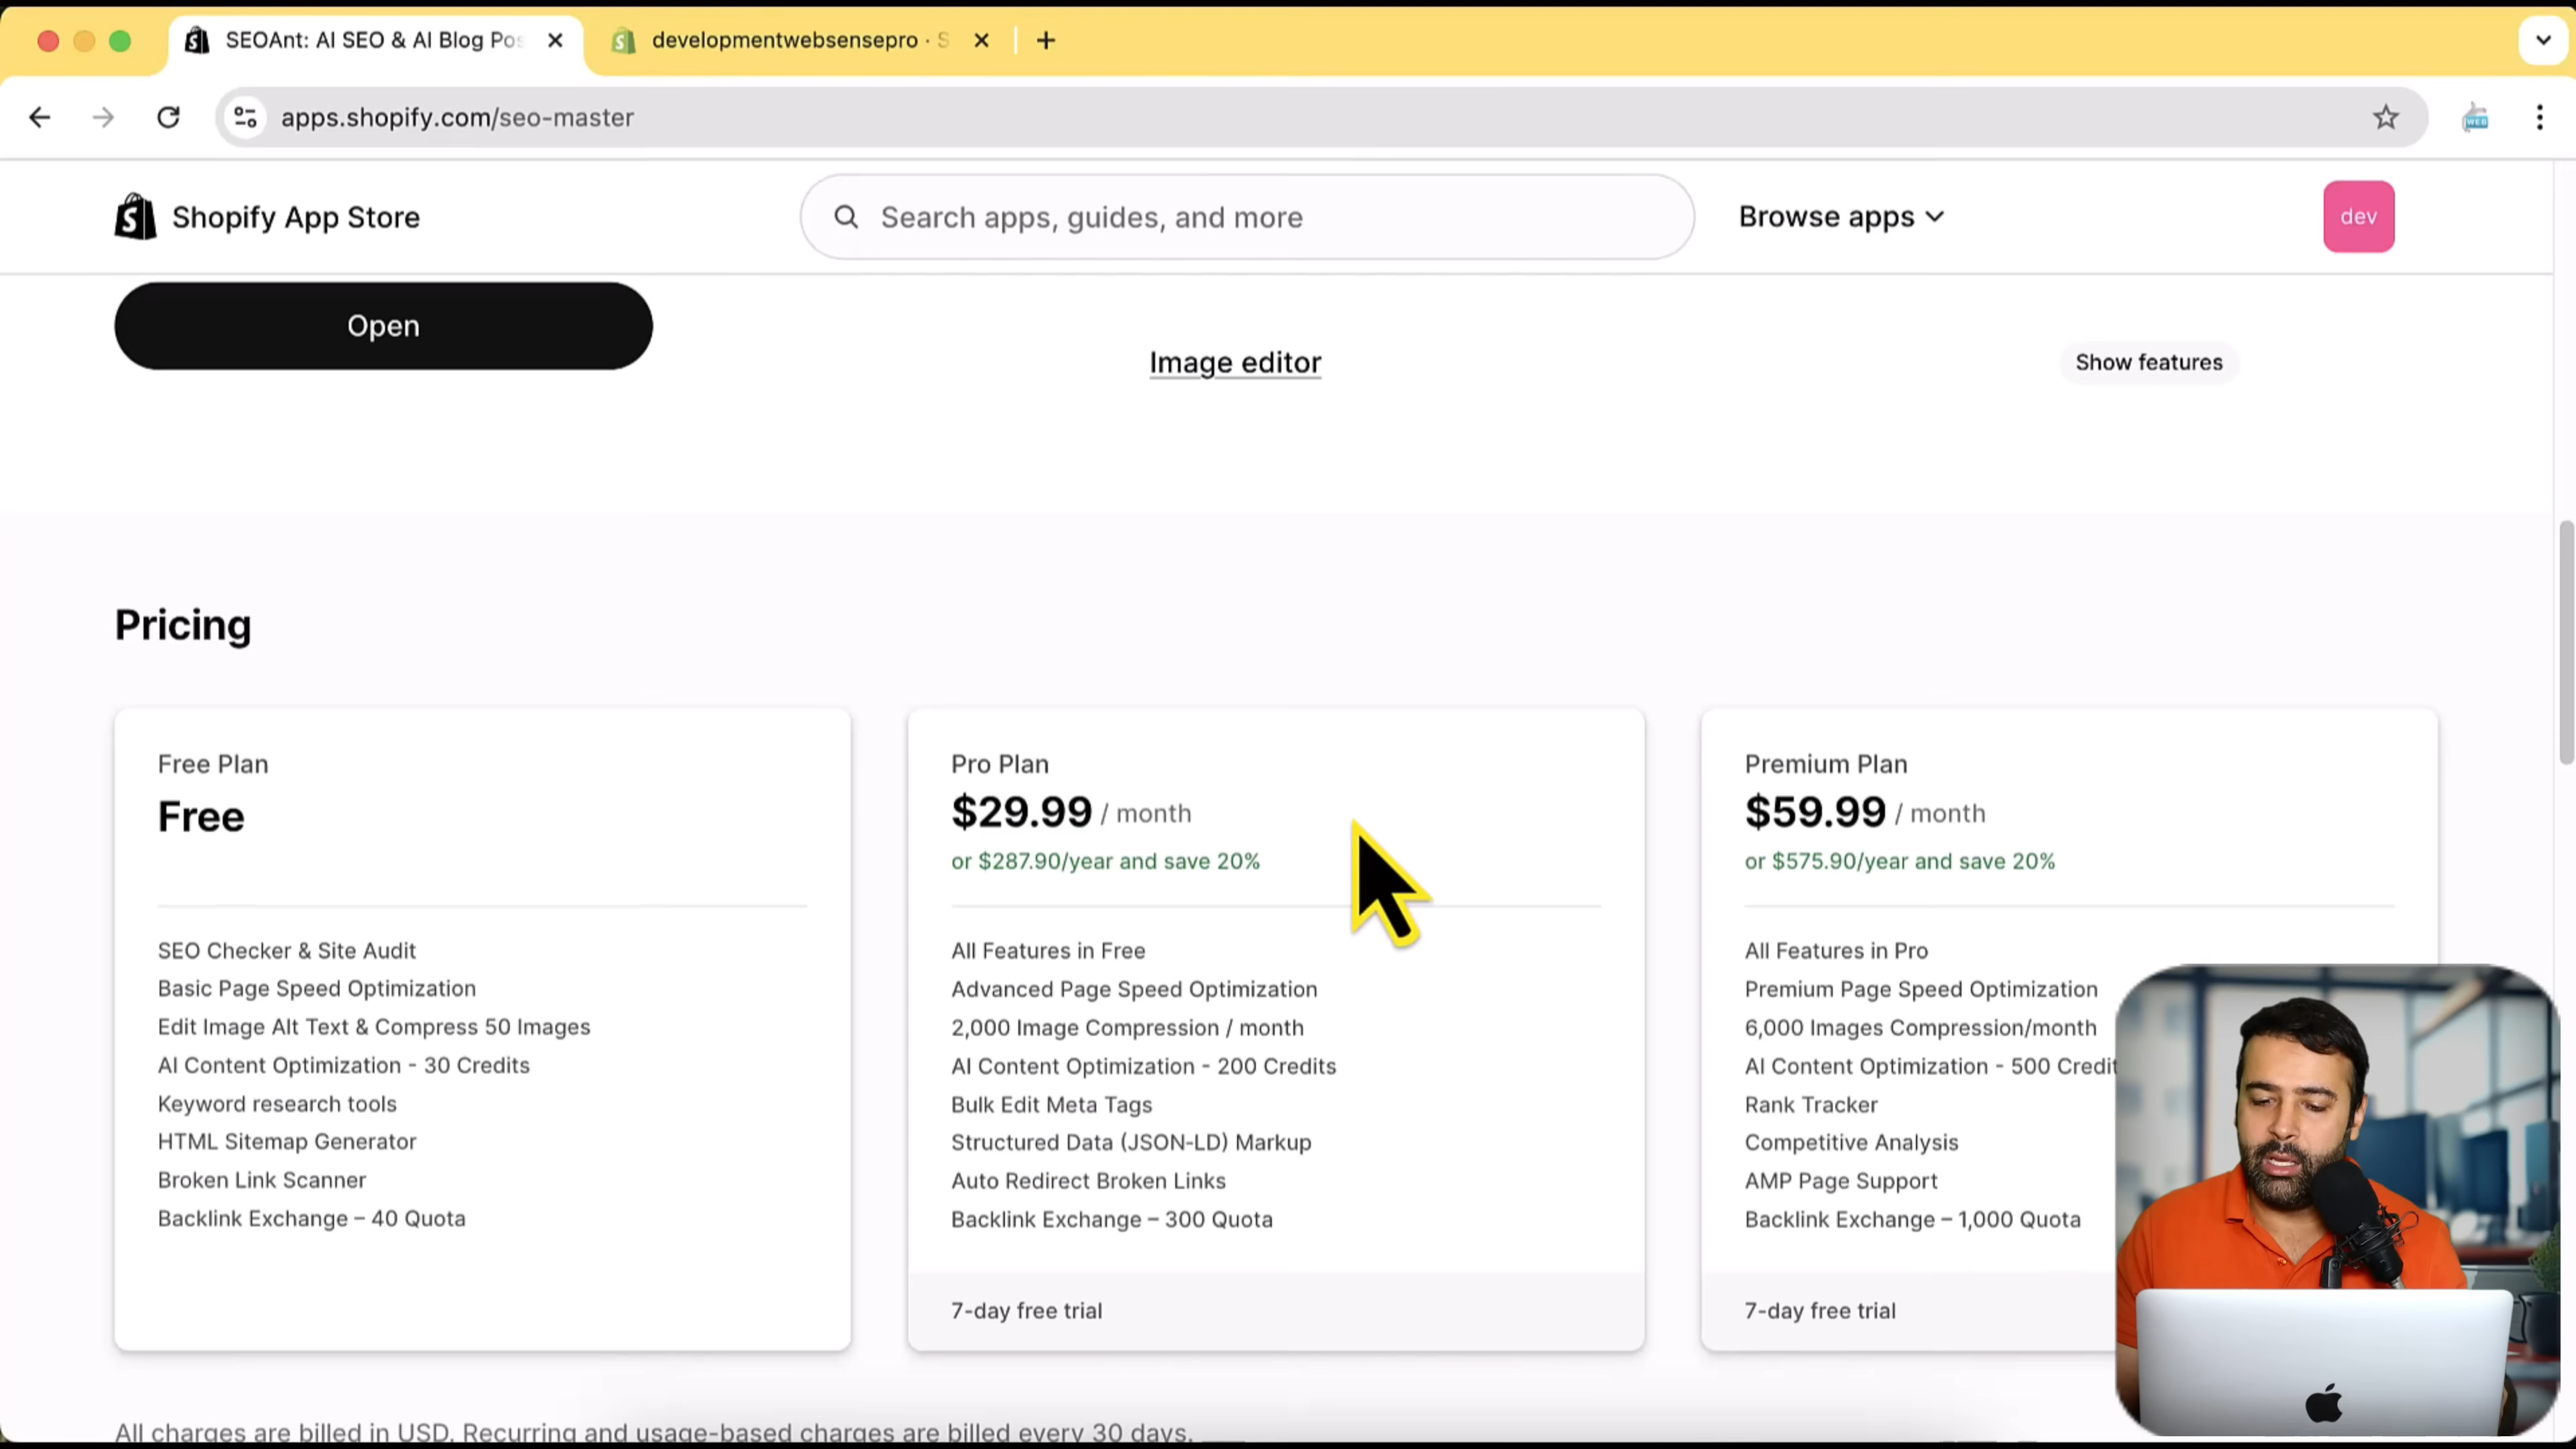 SEOAnt: AI SEO & AI Blog Pos
developmentwebsensepro · S
apps.shopify.com/seo-master
WEB
Shopify App Store
Search apps, guides, and more
Browse apps
dev
Open
Image editor
Show features
Pricing
Free Plan
Free
SEO Checker & Site Audit
Basic Page Speed Optimization
Edit Image Alt Text & Compress 50 Images
AI Content Optimization - 30 Credits
Keyword research tools
HTML Sitemap Generator
Broken Link Scanner
Backlink Exchange – 40 Quota
Pro Plan
$29.99 / month
or $287.90/year and save 20%
All Features in Free
Advanced Page Speed Optimization
2,000 Image Compression / month
AI Content Optimization - 200 Credits
Bulk Edit Meta Tags
Structured Data (JSON-LD) Markup
Auto Redirect Broken Links
Backlink Exchange – 300 Quota
7-day free trial
Premium Plan
$59.99 / month
or $575.90/year and save 20%
All Features in Pro
Premium Page Speed Optimization
6,000 Images Compression/month
AI Content Optimization - 500 Credit
Rank Tracker
Competitive Analysis
AMP Page Support
Backlink Exchange – 1,000 Quota
7-day free trial
All charges are billed in USD. Recurring and usage-based charges are billed every 30 days.